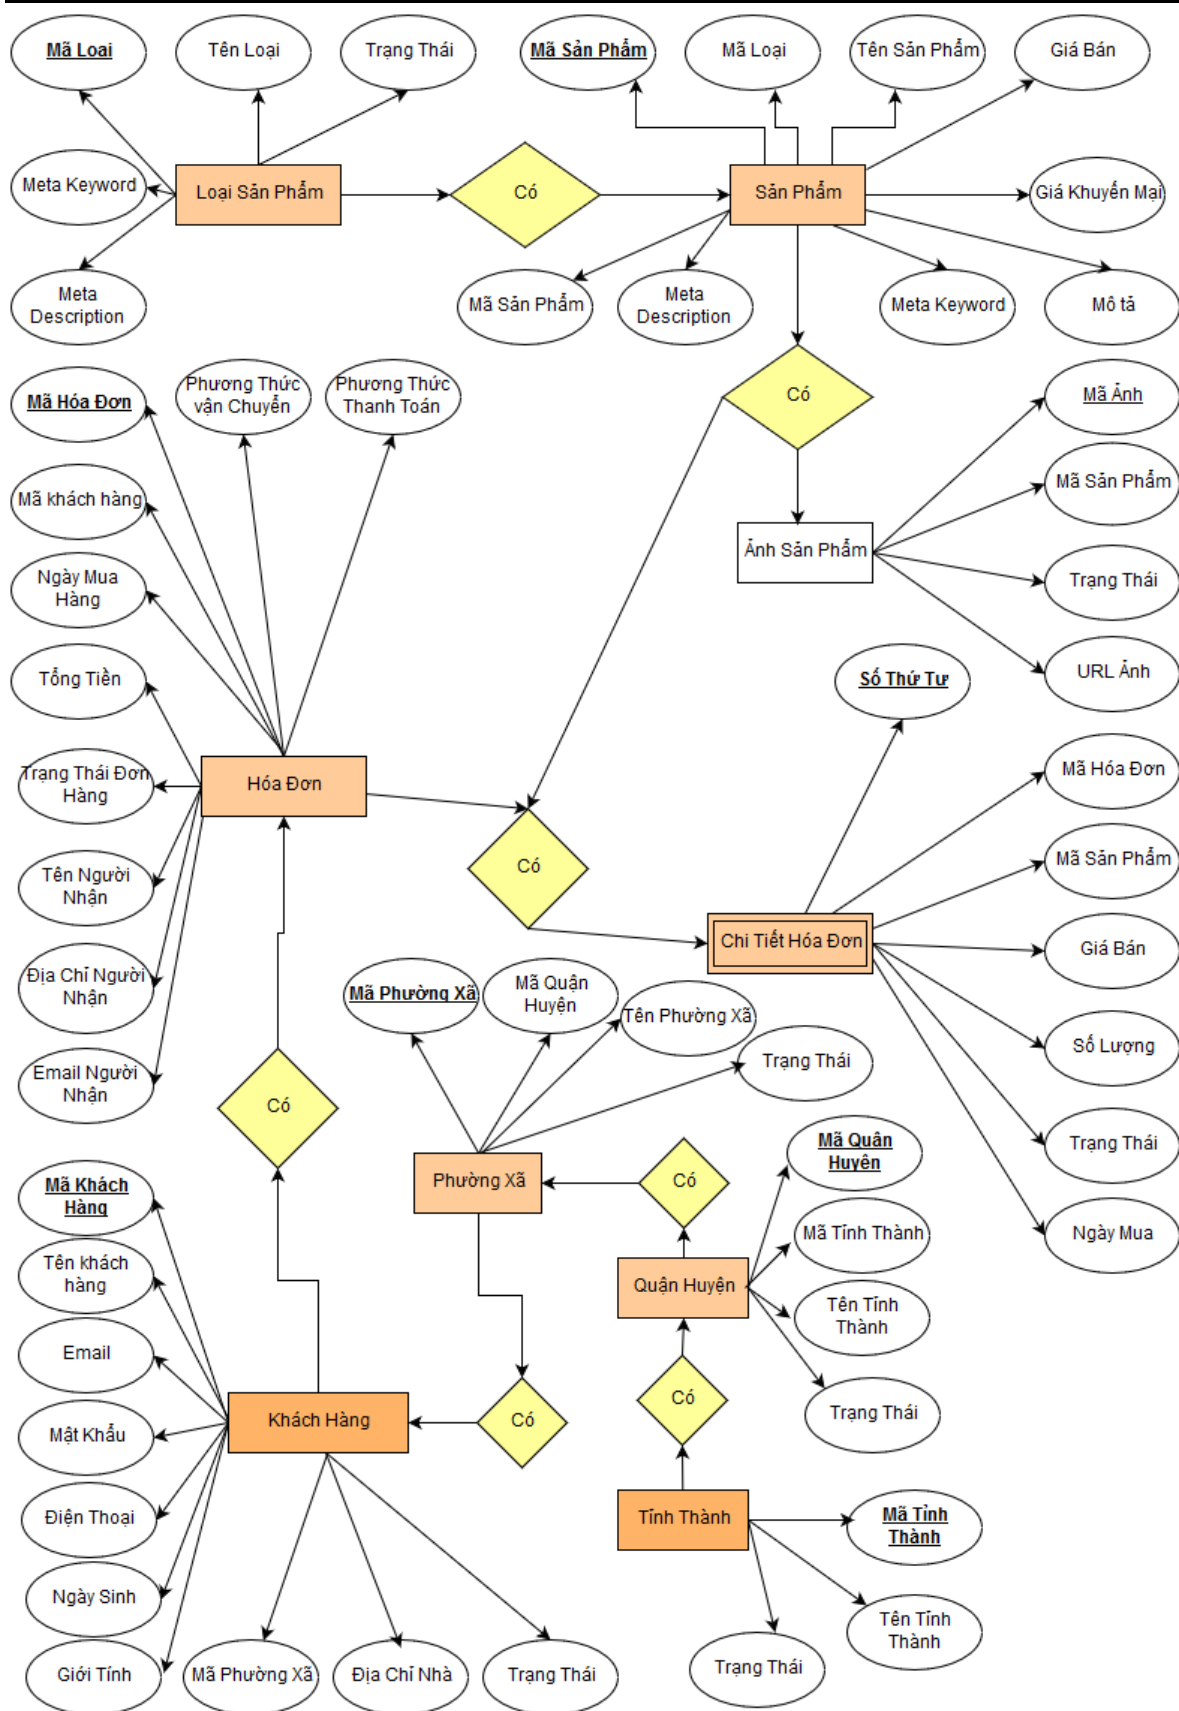 Mã Loai
Tên Loại
Trạng Thái
Mã Sản Phẩm
Mã Loại
Tên Sản Phẩm
Giá Bán
Meta Keyword
Loại Sản Phẩm
Có
Sản Phẩm
Giá Khuyến Mại
Meta
Description
Mã Sản Phẩm
Meta
Description
Meta Keyword
Mô tả
Mã Hóa Đơn
Phương Thức
vận Chuyển
Phương Thức
Thanh Toán
Có
Mã Ảnh
Mã khách hàng
Mã Sản Phẩm
Ảnh Sản Phẩm
Ngày Mua
Hàng
Trạng Thái
Tổng Tiền
Số Thứ Tư
URL Ảnh
Trạng Thái Đơn
Hàng
Hóa Đơn
Mã Hóa Đơn
Tên Người
Nhận
Có
Mã Sản Phẩm
Chi Tiết Hóa Đơn
Giá Bán
Địa Chỉ Người
Nhận
Mã Phường Xã
Mã Quận
Huyện
Tên Phường Xã
Số Lượng
Email Người
Nhận
Có
Trạng Thái
Trạng Thái
Mã Khách
Hàng
Phường Xã
Có
Mã Quân
Huyên
Mã Tỉnh Thành
Ngày Mua
Tên khách
hàng
Quận Huyện
Tên Tỉnh
Thành
Email
Có
Trạng Thái
Khách Hàng
Có
Mật Khẩu
Điện Thoại
Tỉnh Thành
Mã Tỉnh
Thành
Ngày Sinh
Tên Tỉnh
Thành
Giới Tính
Mã Phường Xã
Địa Chỉ Nhà
Trạng Thái
Trạng Thái